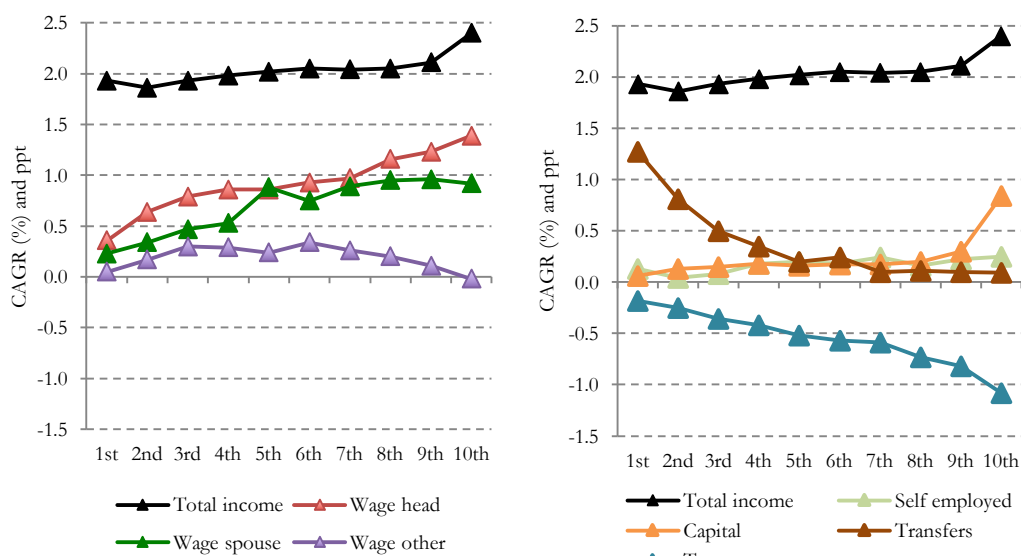 2.5
2.0
1.5
1.0
0.5
0.0
-0.5
-1.0
-1.5
CAGR (%) and ppt
1st 2nd 3rd 4th 5th 6th 7th 8th 9th 10th
Total income Wage head
Wage spouse Wage other
2.5
2.0
1.5
1.0
0.5
0.0
-0.5
-1.0
-1.5
CAGR (%) and ppt
1st 2nd 3rd 4th 5th 6th 7th 8th 9th 10th
Total income Self employed
Capital Transfers